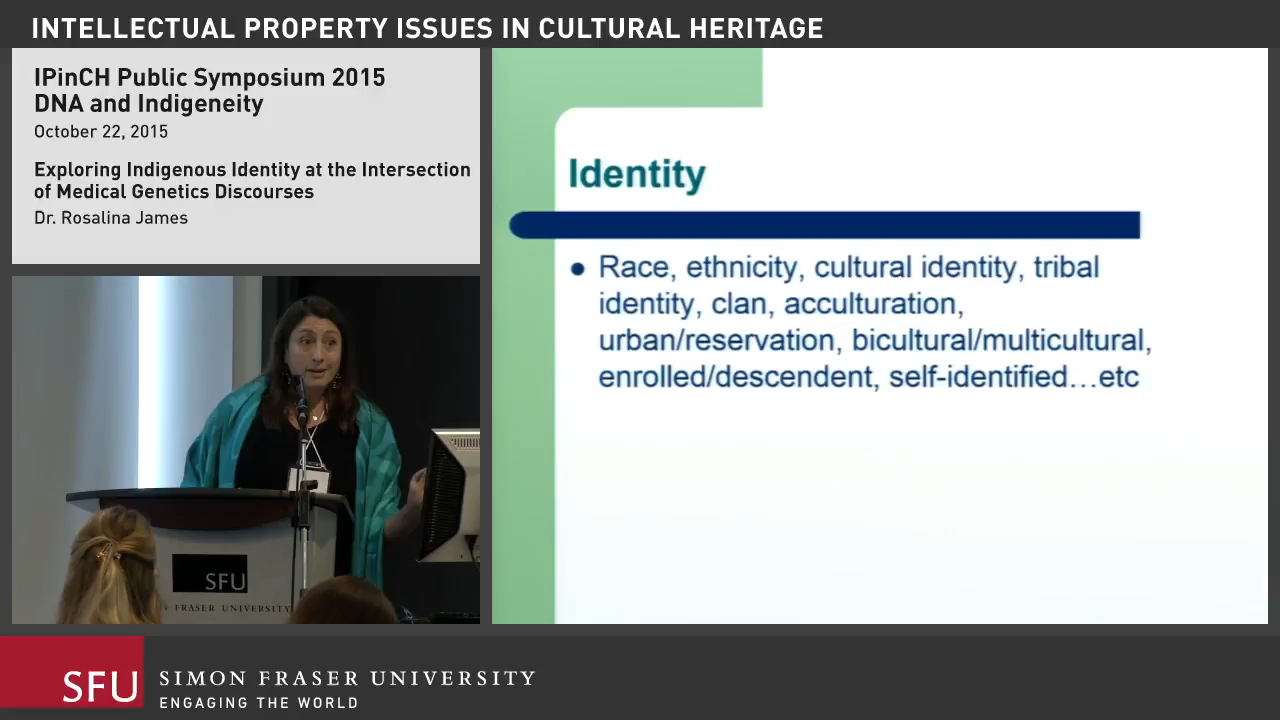 INTELLECTUAL PROPERTY ISSUES IN CULTURAL HERITAGE
IPinCH Public Symposium 2015
DNA and Indigeneity
October 22, 2015
Exploring Indigenous Identity at the Intersection
of Medical Genetics Discourses
Dr. Rosalina James
Identity
● Race, ethnicity, cultural identity, tribal
identity, clan, acculturation,
urban/reservation, bicultural/multicultural,
enrolled/descendent, self-identified...etc
SFU
FRASER UNIVERSITY
SFU
SIMON FRASER UNIVERSITY
ENGAGING THE WORLD